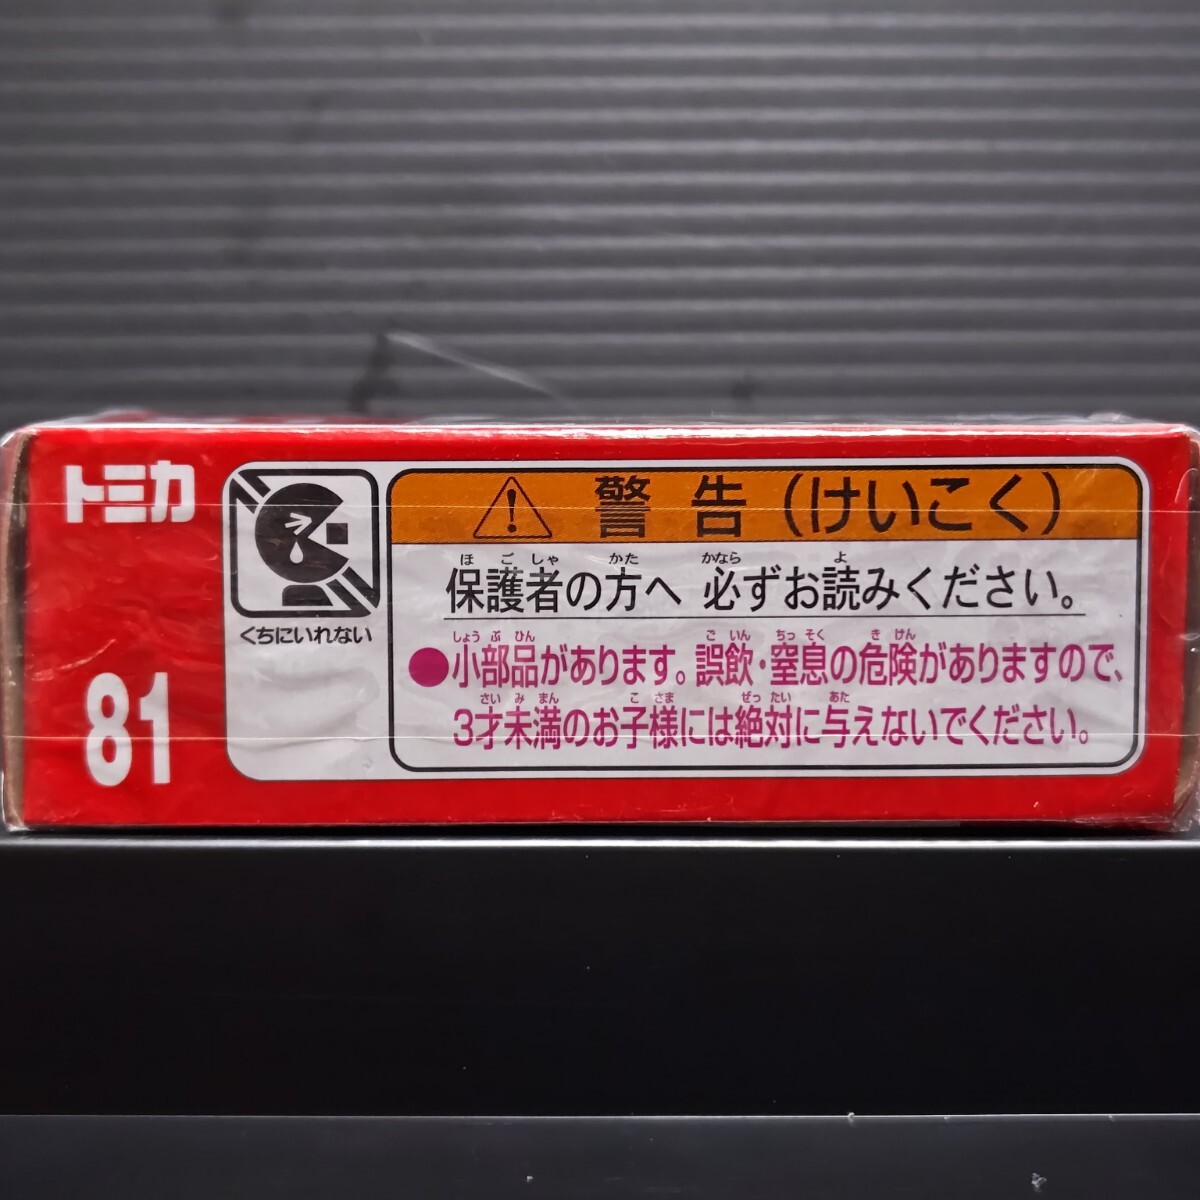 トミカ
81
くちにいれない
警告（けいこく）
ほごしゃ かた かなら よ
保護者の方へ 必ずお読みください。
しょうぶひん ごいん ちっそく きけん
●小部品があります。誤飲・窒息の危険がありますので、
さいみまん こさま ぜったい あた
3才未満のお子様には絶対に与えないでください。